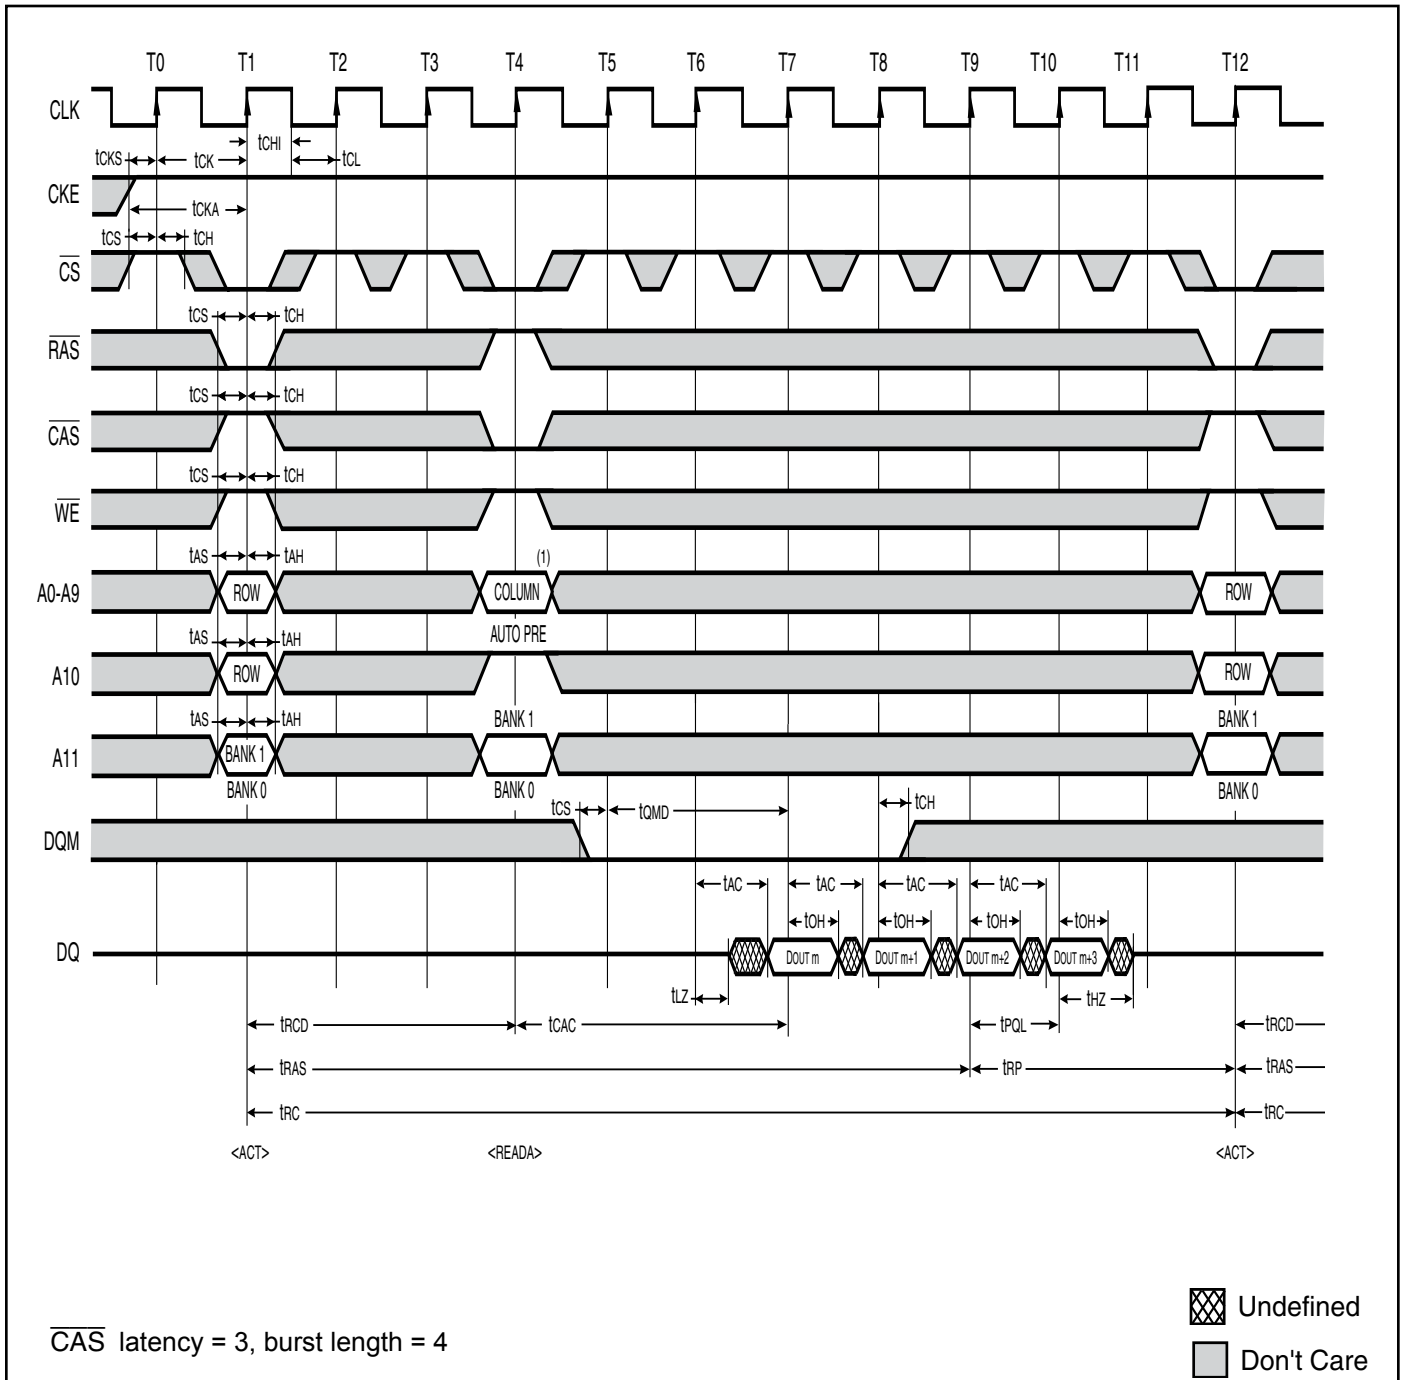 T0 T1 T2 T3 T4 T5 T6 T7 T8 T9 T10 T11 T12
CLK
tCHI
tCKS tCK tCL
CKE
tCKA
tCS tCH
CS
tCS tCH
RAS
tCS tCH
CAS
tCS tCH
WE
tAS tAH (1)
A0-A9 ROW COLUMN ROW
tAS tAH AUTO PRE
A10 ROW ROW
tAS tAH BANK 1 BANK 1
A11 BANK 1
BANK 0 BANK 0 BANK 0
tCS tQMD tCH
DQM
tAC tAC tAC tAC
tOH tOH tOH tOH
DQ DOUT m DOUT m+1 DOUT m+2 DOUT m+3
tLZ tHZ
tRCD tCAC tPQL tRCD
tRAS tRP tRAS
tRC tRC
<ACT> <READA> <ACT>
Undefined
CAS latency = 3, burst length = 4
Don't Care